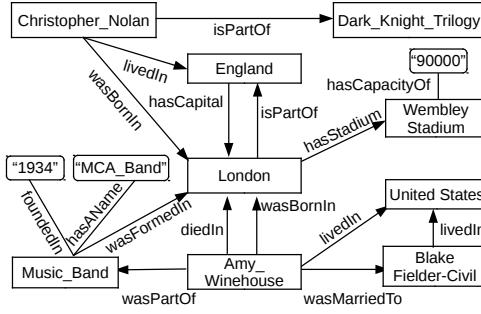 Christopher_Nolan
isPartOf
Dark_Knight_Trilogy
livedIn
wasBornIn
England
"90000"
hasCapital
isPartOf
hasCapacityOf
hasStadium
Wembley
Stadium
"1934"
"MCA_Band"
London
foundedIn
hasAName
wasFormedIn
diedIn
wasBornIn
livedIn
United States
livedIn
Music_Band
Amy_
Winehouse
Blake
Fielder-Civil
wasPartOf
wasMarriedTo